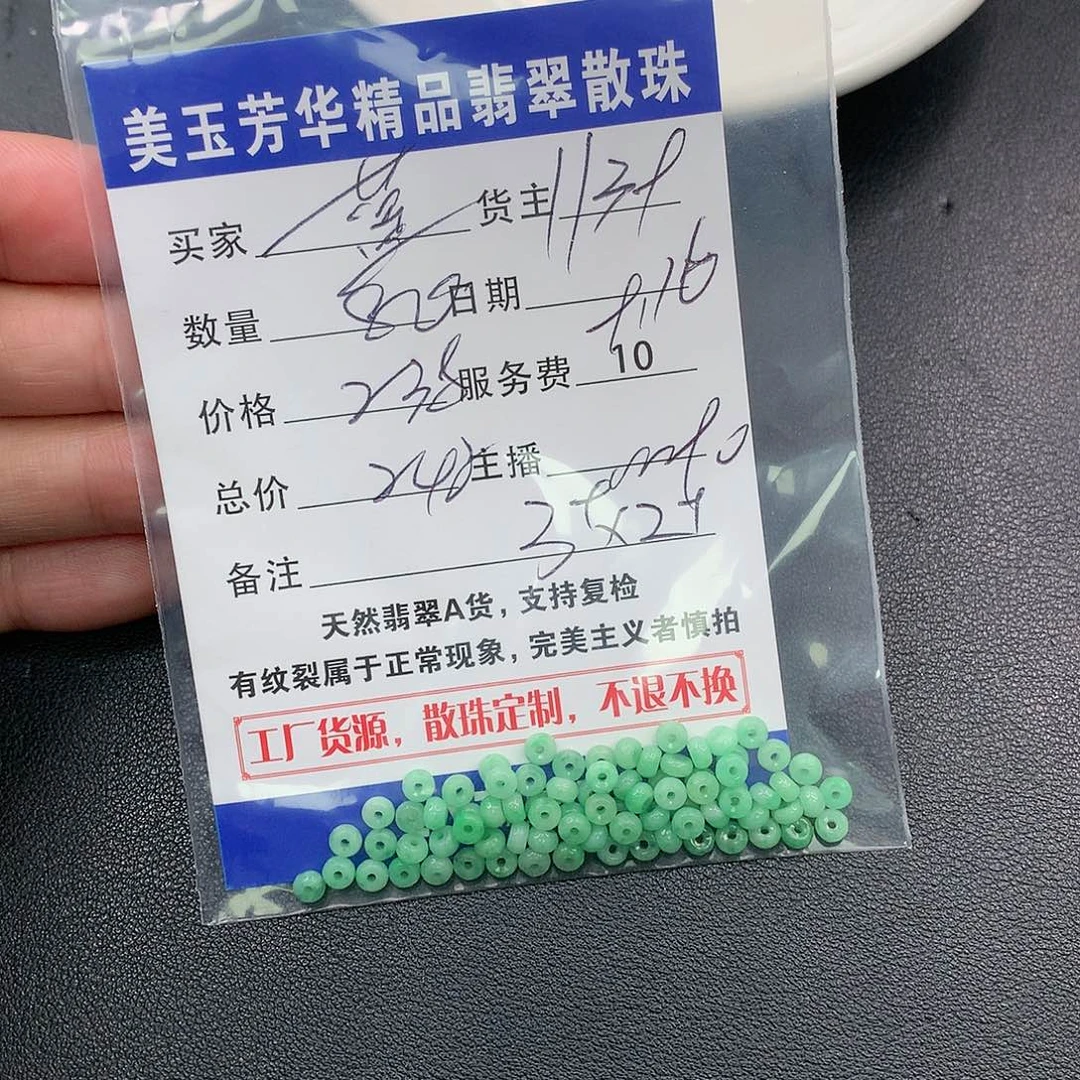 美玉芳华精品翡翠散珠
买家 货主
数量 82 日期
价格 238 服务费 10
总价 248 主播
备注
天然翡翠A货，支持复检
有纹裂属于正常现象，完美主义者慎拍
工厂货源，散珠定制，不退不换